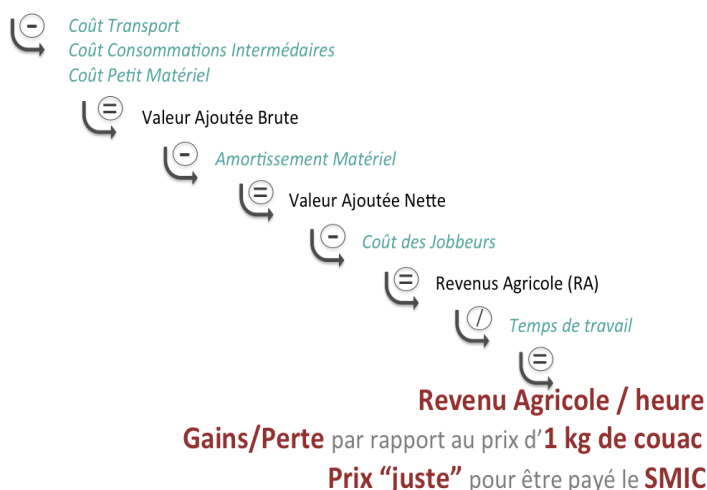 − Coût Transport
Coût Consommations Intermédaires
Coût Petit Matériel
= Valeur Ajoutée Brute
− Amortissement Matériel
= Valeur Ajoutée Nette
− Coût des Jobbeurs
= Revenus Agricole (RA)
/ Temps de travail
=
Revenu Agricole / heure
Gains/Perte par rapport au prix d’1 kg de couac
Prix “juste” pour être payé le SMIC